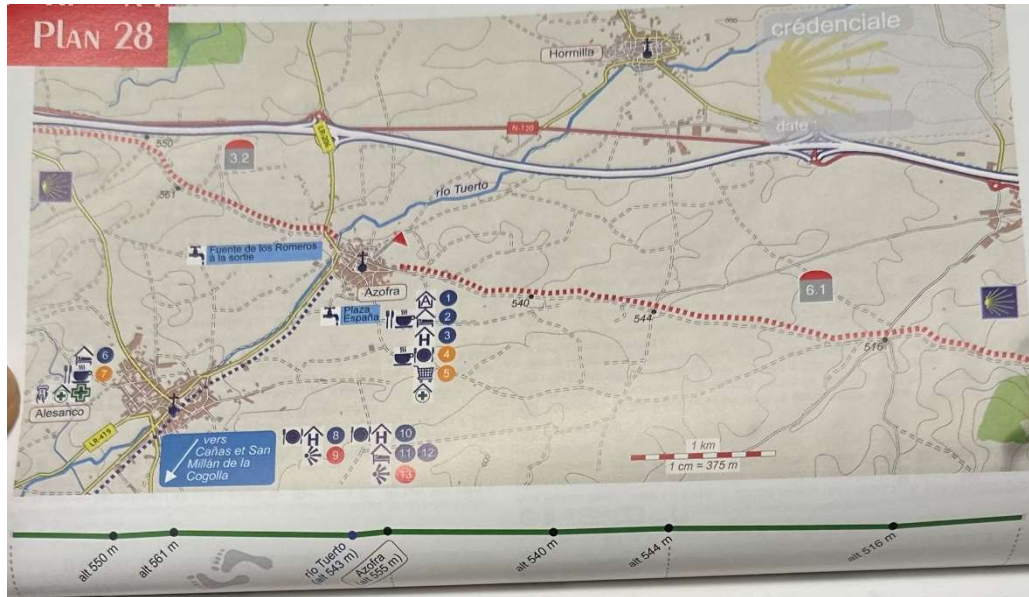 PLAN 28
Hormilla
crédenciale
date :
N-120
LR-206
550
3.2
561
río Tuerto
Fuente de los Romeros
à la sortie
Azofra
Plaza
España
6.1
540
544
516
A 1
2
H 3
4
5
6
7
Alesanco
LR-419
vers
Cañas et San
Millán de la
Cogolla
H 8
9
H 10
11 12
13
1 km
1 cm = 375 m
alt 550 m
alt 561 m
río Tuerto
(alt 543 m)
Azofra
(alt 555 m)
alt 540 m
alt 544 m
alt 516 m